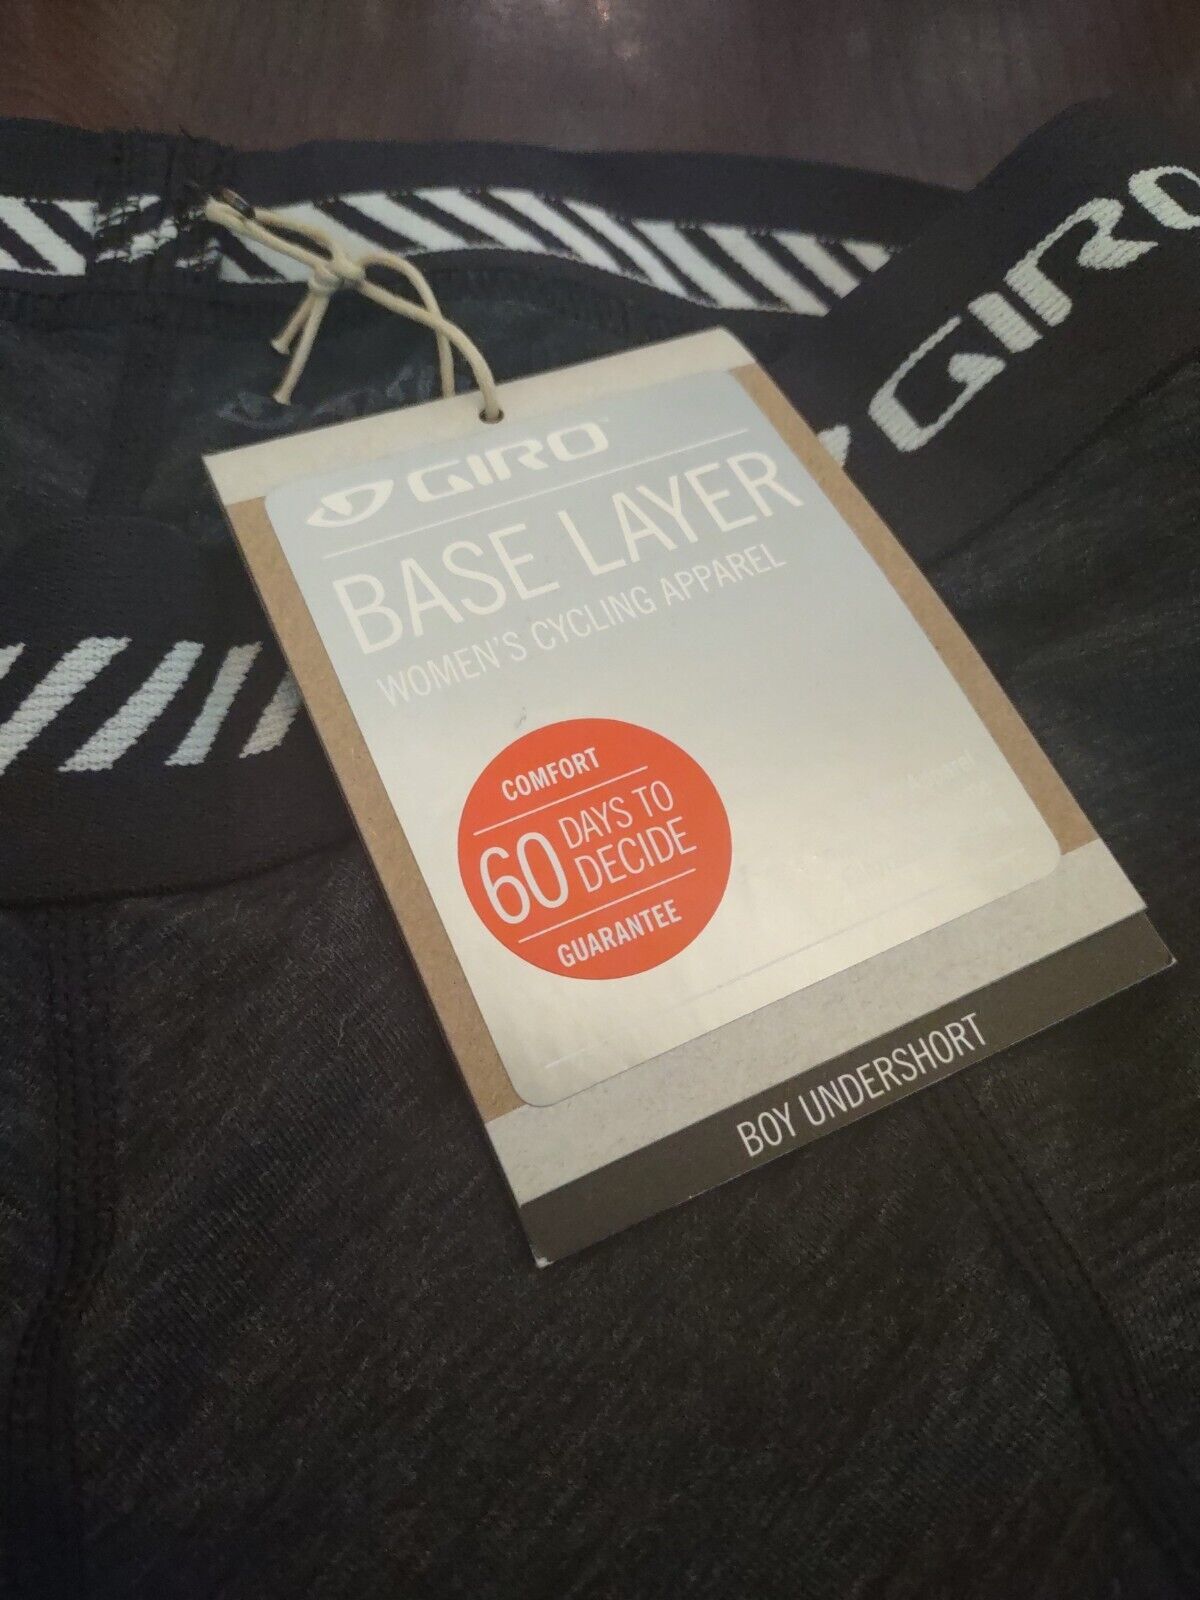 GIRO
GIRO
BASE LAYER
WOMEN'S CYCLING APPAREL
COMFORT
60 DAYS TO
DECIDE
GUARANTEE
BOY UNDERSHORT